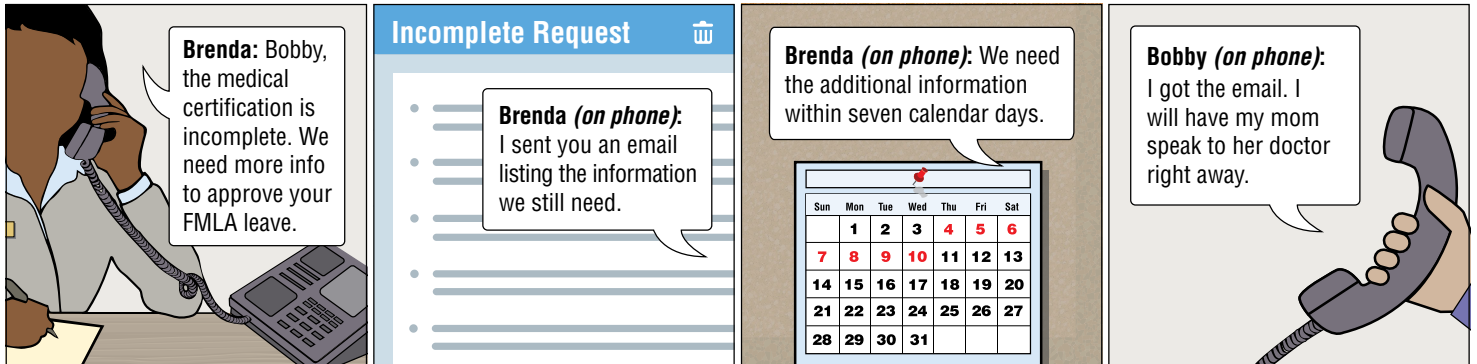 Brenda: Bobby,
the medical
certification is
incomplete. We
need more info
to approve your
FMLA leave.
Incomplete Request
Brenda (on phone):
I sent you an email
listing the information
we still need.
Brenda (on phone): We need
the additional information
within seven calendar days.
Sun Mon Tue Wed Thu Fri Sat
1 2 3 4 5 6
7 8 9 10 11 12 13
14 15 16 17 18 19 20
21 22 23 24 25 26 27
28 29 30 31
Bobby (on phone):
I got the email. I
will have my mom
speak to her doctor
right away.